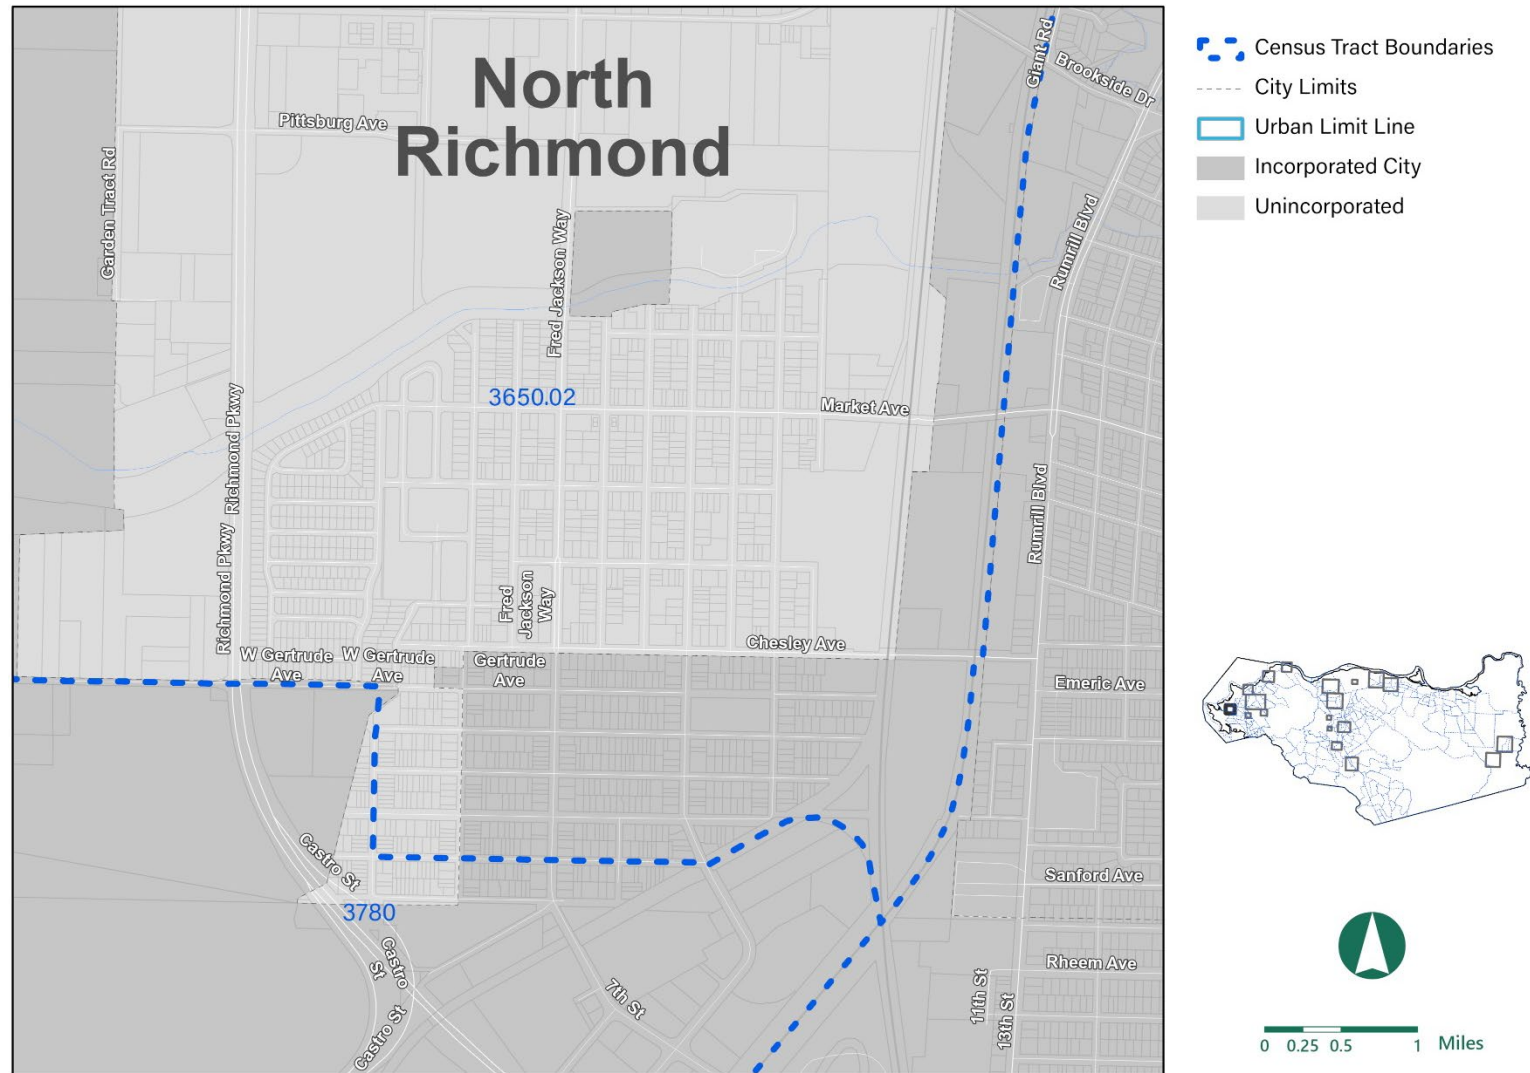 North
Richmond
Giant Rd
Brookside Dr
Pittsburg Ave
Garden Tract Rd
Fred Jackson Way
Rumrill Blvd
3650.02
Market Ave
Richmond Pkwy
Rumrill Blvd
Richmond Pkwy
Fred
Jackson
Way
Chesley Ave
W Gertrude
Ave
W Gertrude
Ave
Gertrude
Ave
Emeric Ave
Castro St
Sanford Ave
3780
Castro
St
Rheem Ave
7th St
11th St
13th St
Castro St
Census Tract Boundaries
City Limits
Urban Limit Line
Incorporated City
Unincorporated
0 0.25 0.5 1 Miles